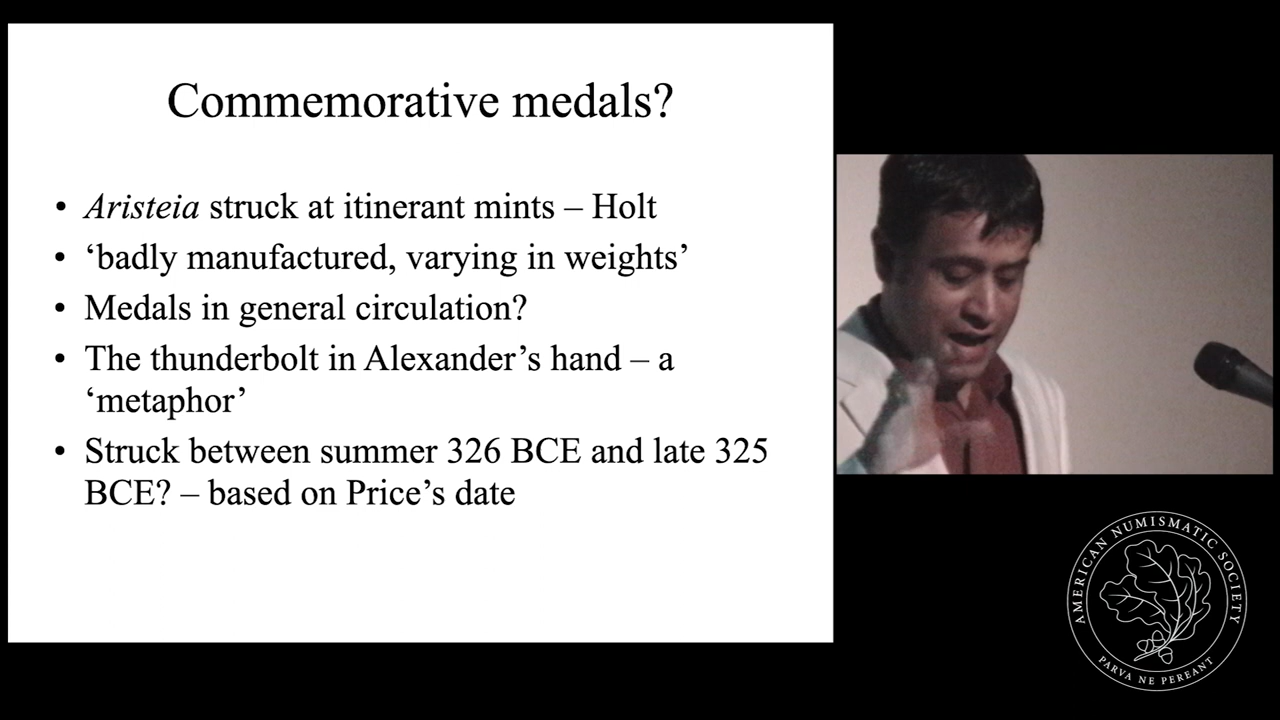 Commemorative medals?
• Aristeia struck at itinerant mints – Holt
• ‘badly manufactured, varying in weights’
• Medals in general circulation?
• The thunderbolt in Alexander’s hand – a
‘metaphor’
• Struck between summer 326 BCE and late 325
BCE? – based on Price’s date
AMERICAN NUMISMATIC SOCIETY
PARVA NE PEREANT